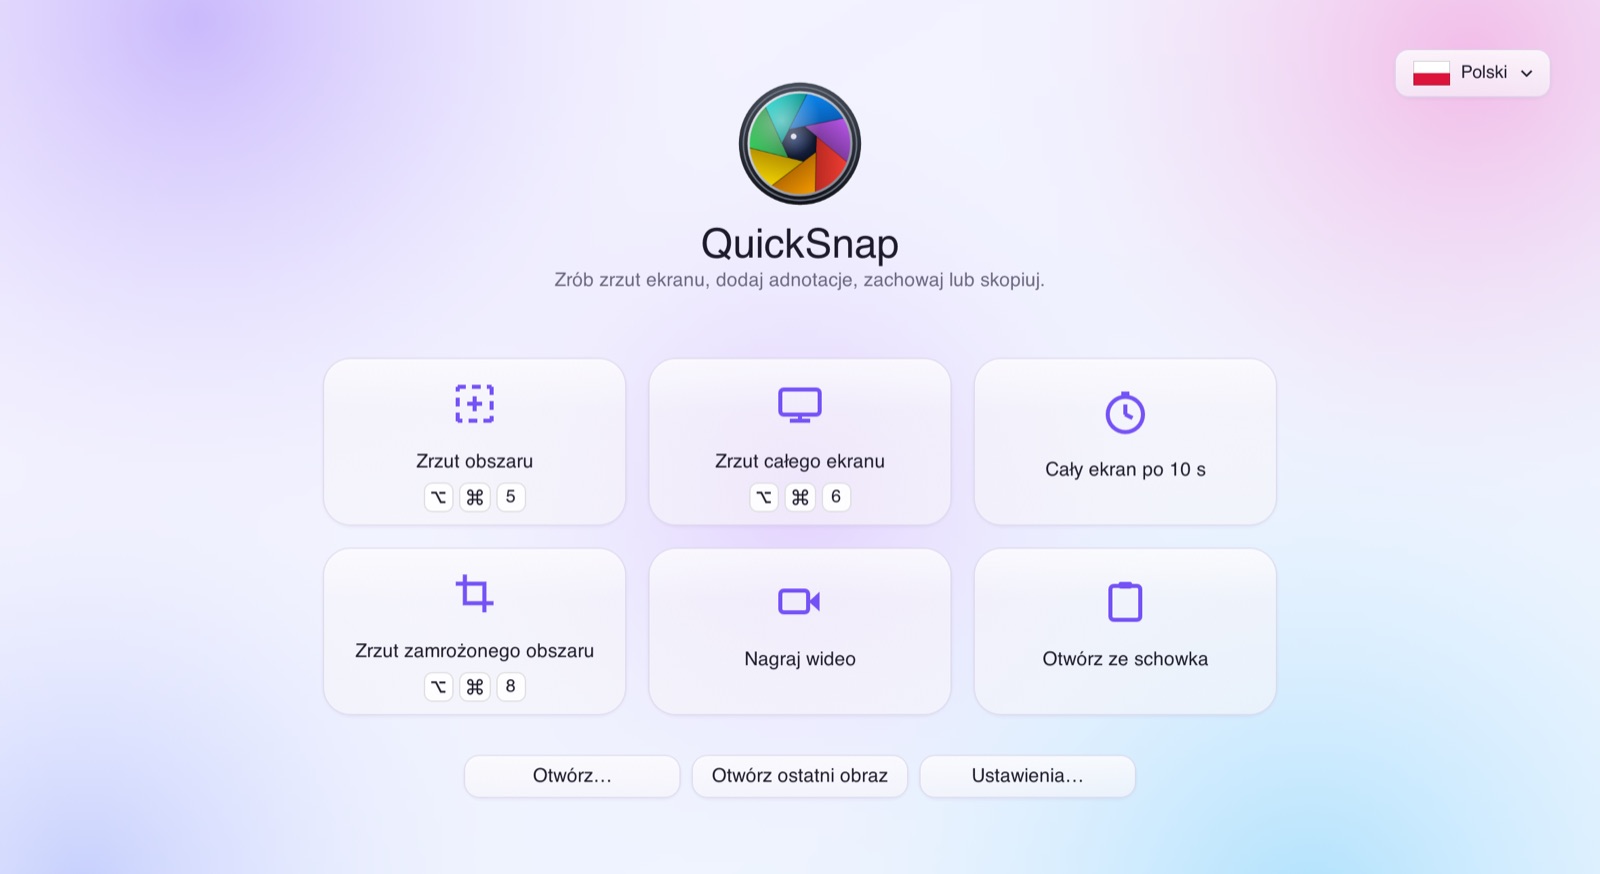 Polski
QuickSnap
Zrób zrzut ekranu, dodaj adnotacje, zachowaj lub skopiuj.
Zrzut obszaru
⌥ ⌘ 5
Zrzut całego ekranu
⌥ ⌘ 6
Cały ekran po 10 s
Zrzut zamrożonego obszaru
⌥ ⌘ 8
Nagraj wideo
Otwórz ze schowka
Otwórz…
Otwórz ostatni obraz
Ustawienia…